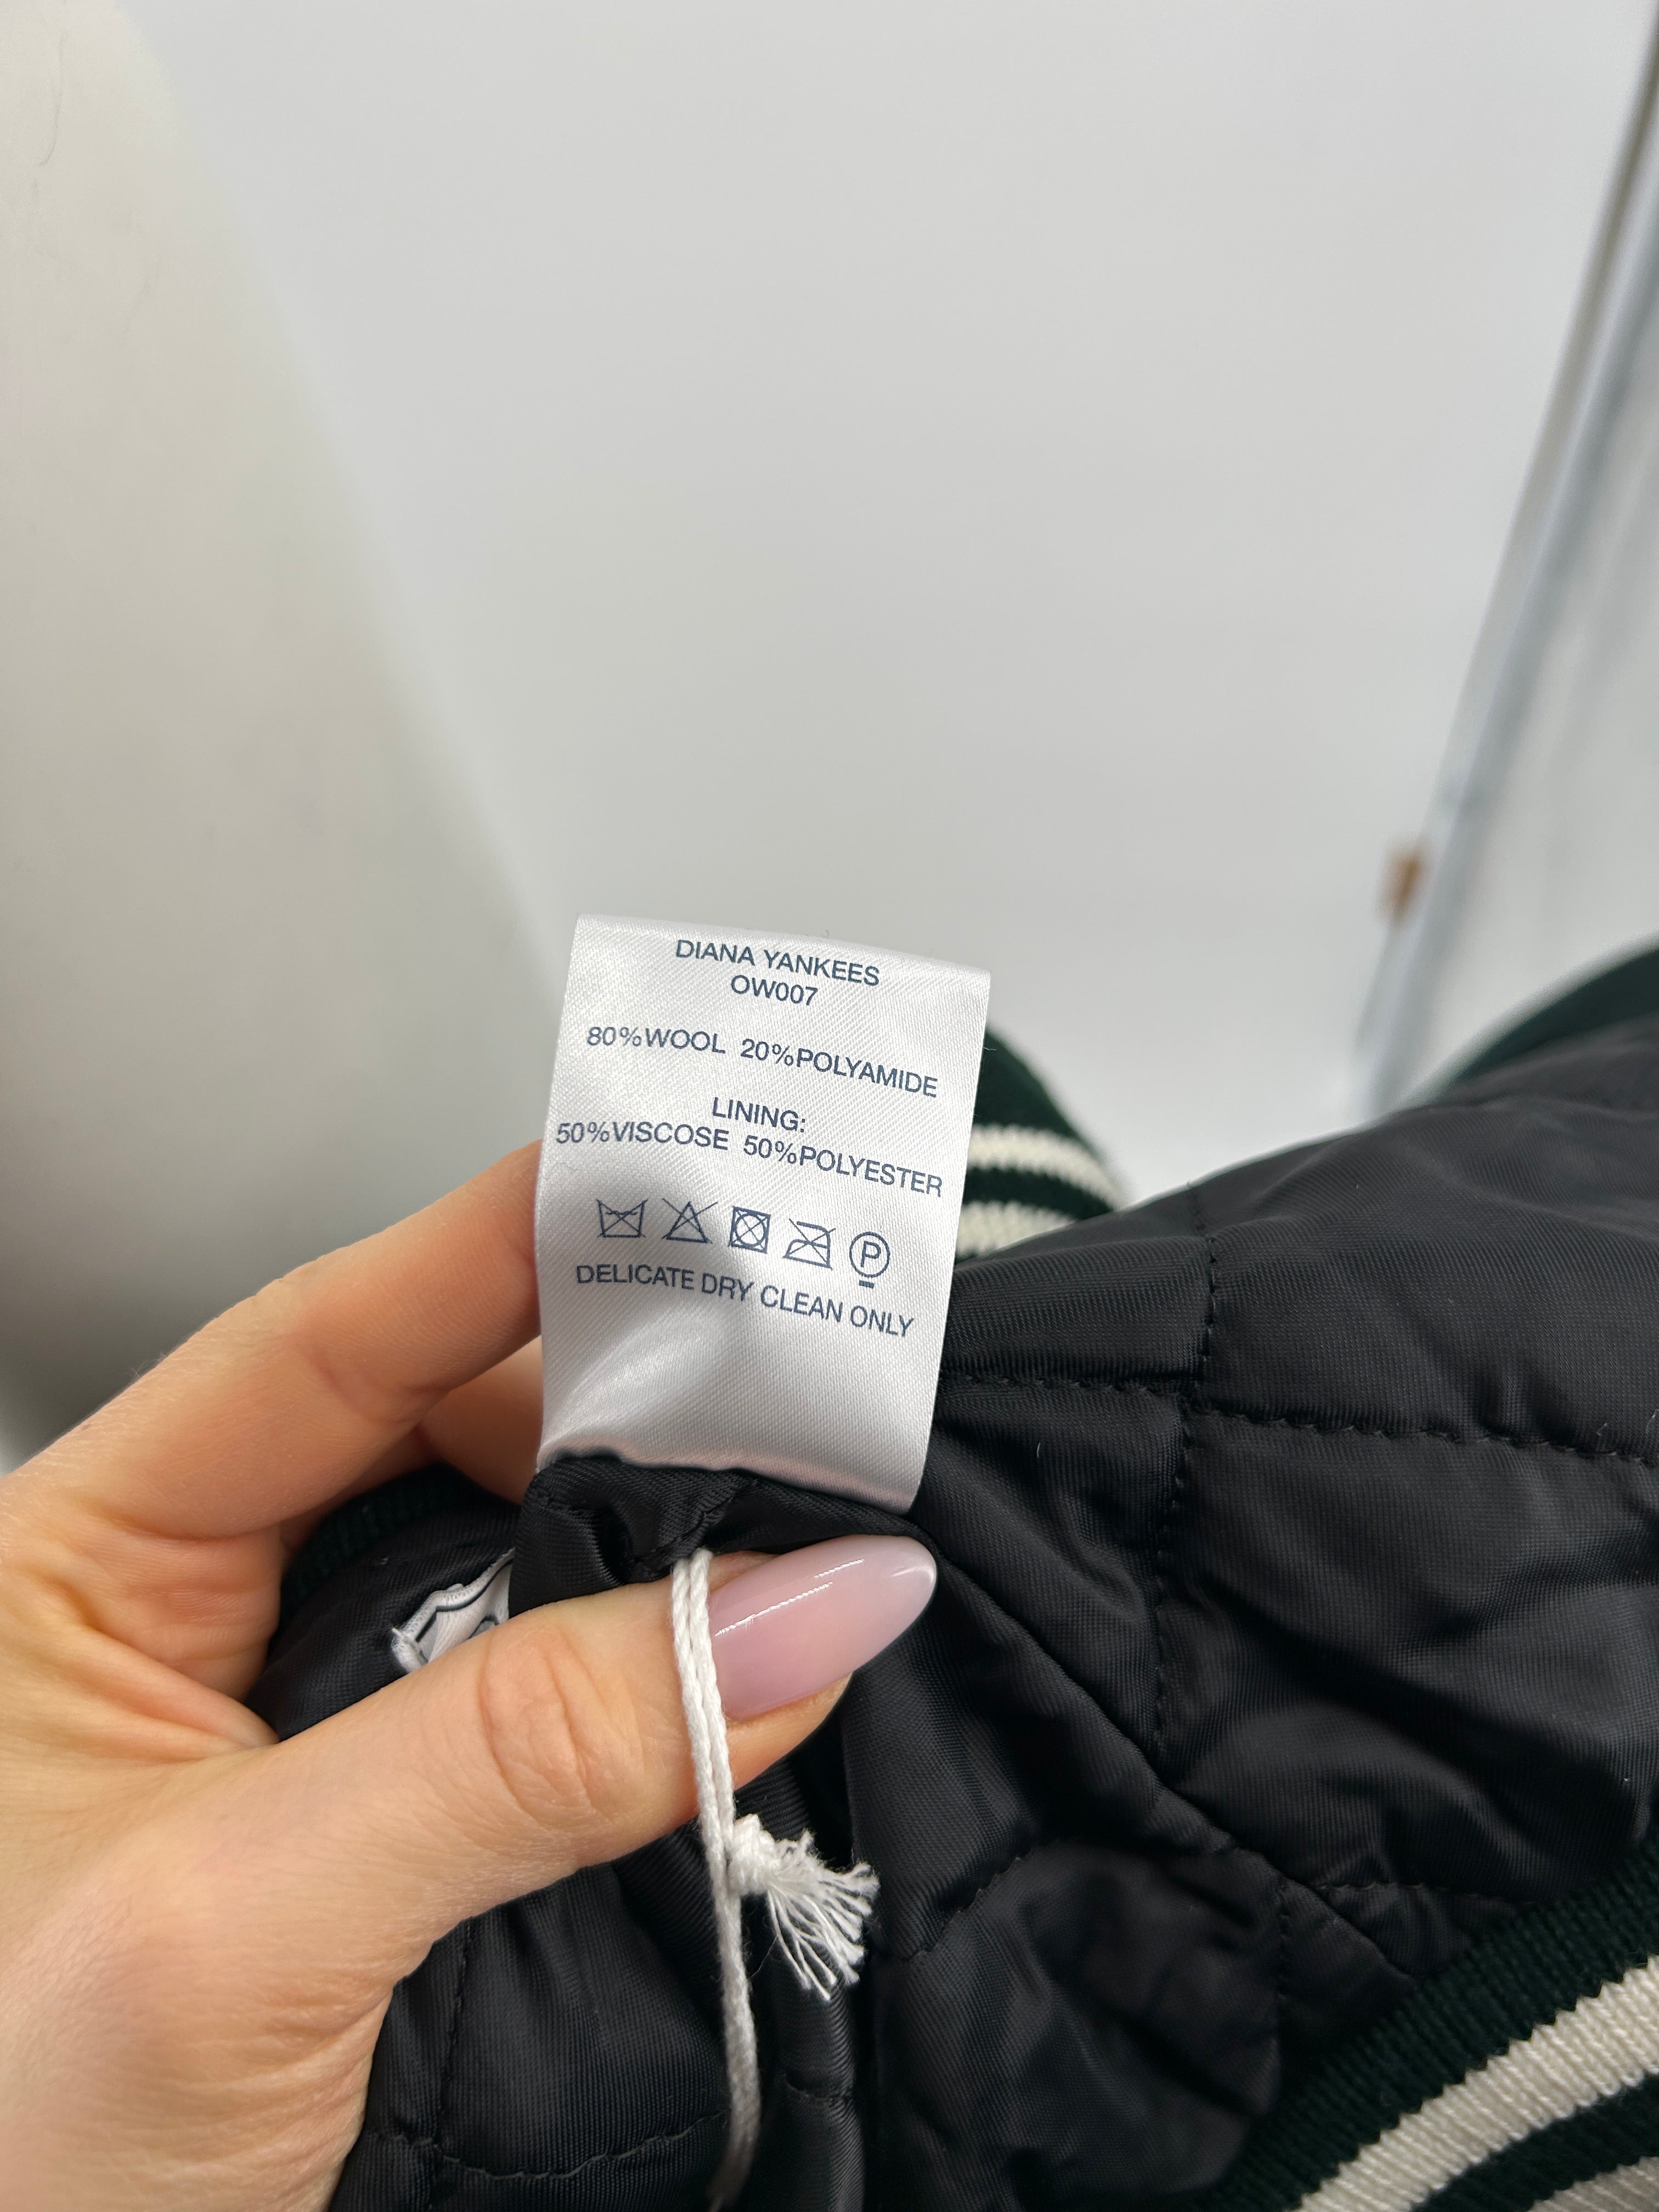 DIANA YANKEES
OW007
80%WOOL 20%POLYAMIDE
LINING:
50%VISCOSE 50%POLYESTER
P
DELICATE DRY CLEAN ONLY